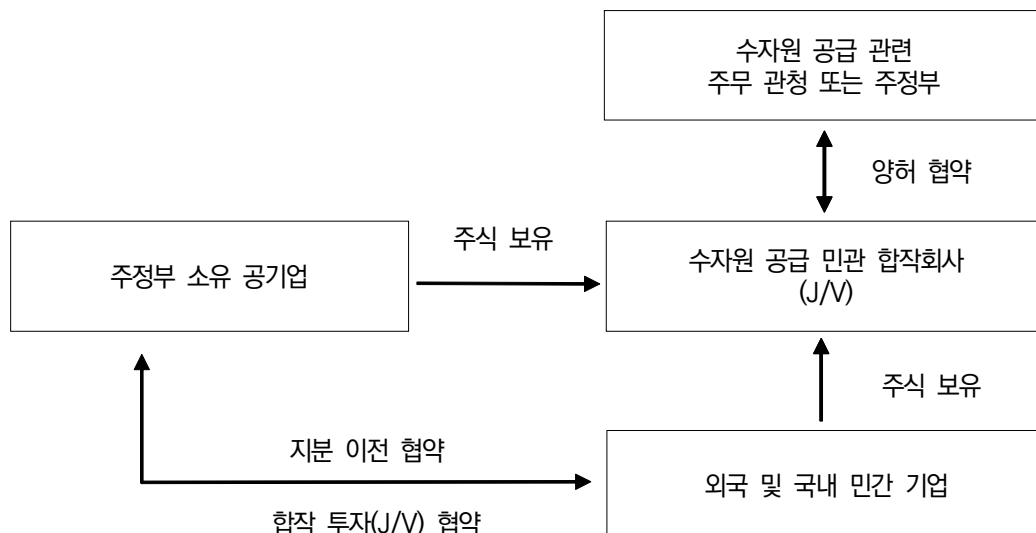 수자원 공급 관련
주무 관청 또는 주정부
양허 협약
주식 보유
주정부 소유 공기업
수자원 공급 민관 합작회사
(J/V)
주식 보유
지분 이전 협약
외국 및 국내 민간 기업
합작 투자(J/V) 협약